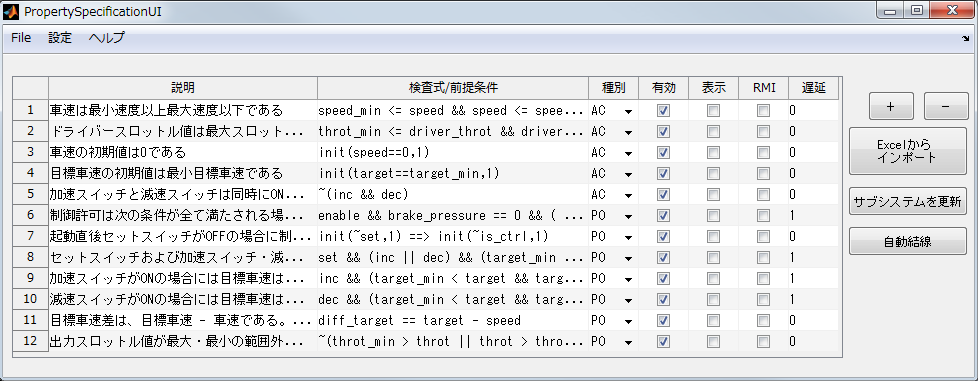 PropertySpecificationUI
File 設定 ヘルプ
説明 検査式/前提条件 種別 有効 表示 RMI 遅延
1 車速は最小速度以上最大速度以下である speed_min <= speed && speed <= spee... AC 0
2 ドライバースロットル値は最大スロット... throt_min <= driver_throt && driver... AC 0
3 車速の初期値は0である init(speed==0,1) AC 0
4 目標車速の初期値は最小目標車速である init(target==target_min,1) AC 0
5 加速スイッチと減速スイッチは同時にON... ~(inc && dec) AC 0
6 制御許可は次の条件が全て満たされる場... enable && brake_pressure == 0 && ( ... PO 1
7 起動直後セットスイッチがOFFの場合に制... init(~set,1) ==> init(~is_ctrl,1) PO 0
8 セットスイッチおよび加速スイッチ・減... set && (inc || dec) && (target_min ... PO 1
9 加速スイッチがONの場合には目標車速は... inc && (target_min < target && targ... PO 1
10 減速スイッチがONの場合には目標車速は... dec && (target_min < target && targ... PO 1
11 目標車速差は、目標車速 - 車速である。... diff_target == target - speed PO 0
12 出力スロットル値が最大・最小の範囲外... ~(throt_min > throt || throt > thro... PO 0
+ -
Excelから
インポート
サブシステムを更新
自動結線